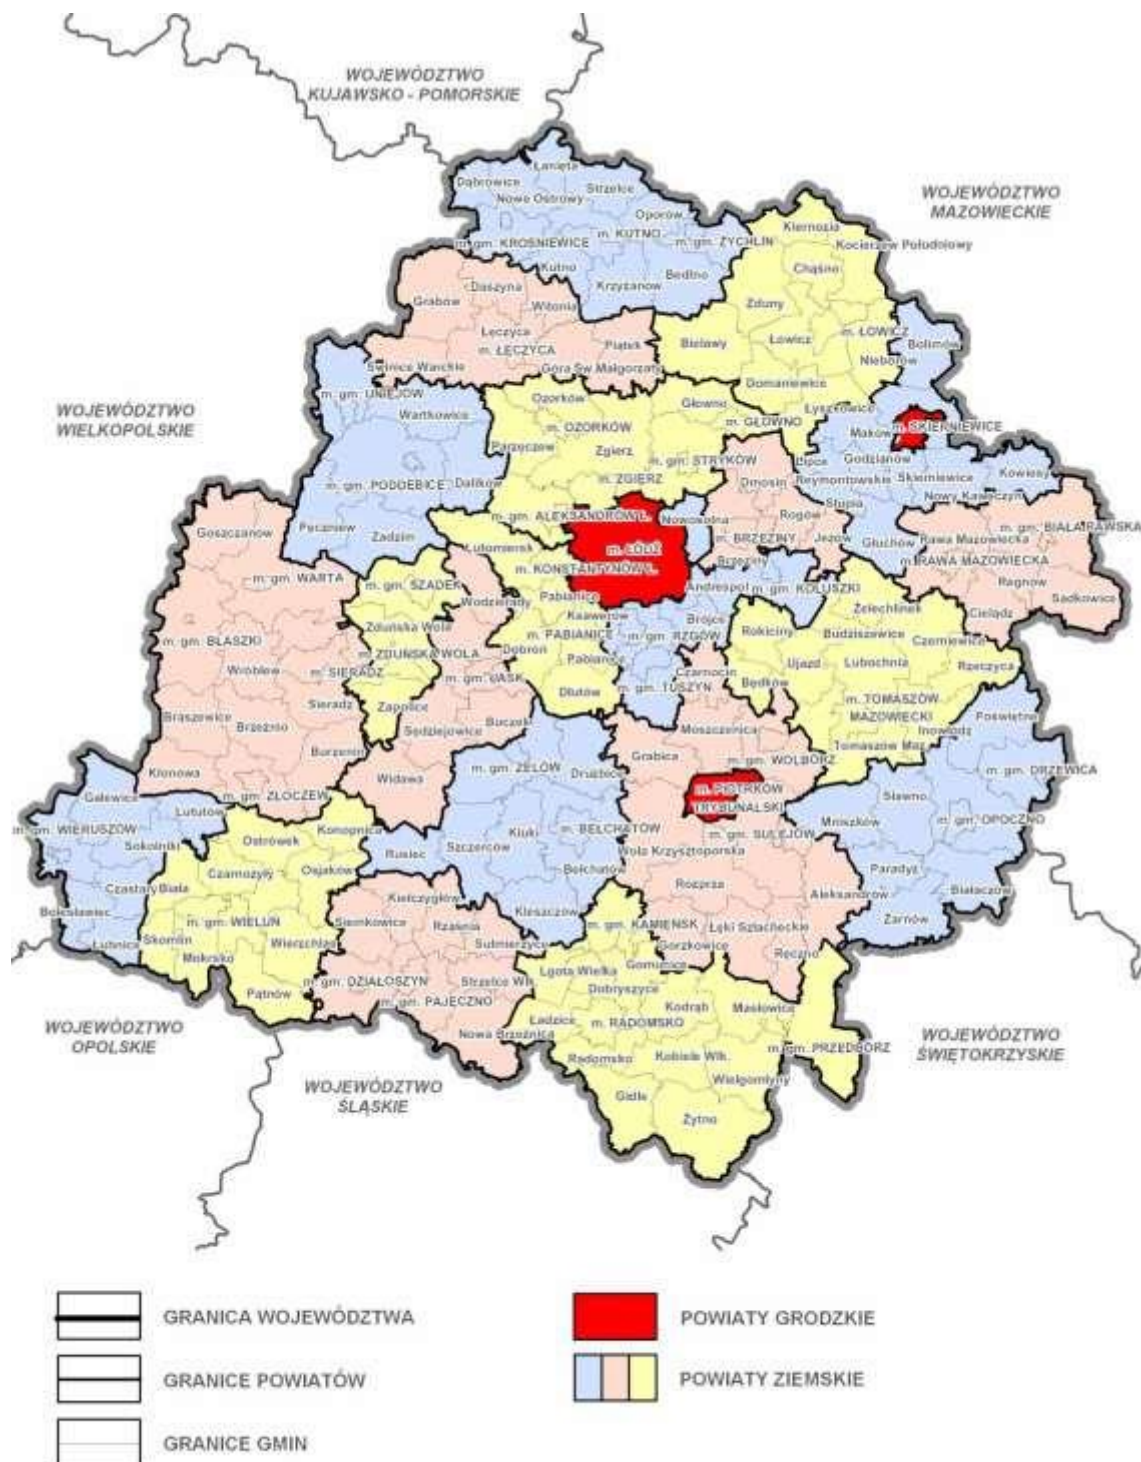 WOJEWÓDZTWO
KUJAWSKO - POMORSKIE
WOJEWÓDZTWO
MAZOWIECKIE
Łanięta
Dąbrowice
Strzelce
Nowe Ostrowy
Oporów
m. KUTNO
m. gm. KROŚNIEWICE
m. gm. ŻYCHLIN
Kutno
Bedlno
Krzyżanów
Kiernozia
Kocierzew Południowy
Chąśno
Zduny
m. ŁOWICZ
Bielawy
Łowicz
Nieborów
Bolimów
Domaniewice
Łyszkowice
Daszyna
Grabów
Witonia
Łęczyca
m. ŁĘCZYCA
Piątek
Świnice Warckie
Góra Św. Małgorzaty
WOJEWÓDZTWO
WIELKOPOLSKIE
m. gm. UNIEJÓW
Wartkowice
m. gm. PODDĘBICE
Dalików
Pęczniew
Zadzim
Ozorków
Głowno
m. OZORKÓW
m. GŁOWNO
Parzęczew
Zgierz
m. gm. STRYKÓW
m. ZGIERZ
m. gm. ALEKSANDRÓW Ł.
m. SKIERNIEWICE
Maków
Godzianów
Lipce
Reymontowskie
Skierniewice
Kowiesy
Nowy Kawęczyn
Słupia
Głuchów
Dmosin
Rogów
m. BRZEZINY
Jeżów
Brzeziny
m. gm. BIAŁA RAWSKA
Rawa Mazowiecka
m. RAWA MAZOWIECKA
Regnów
Sadkowice
Cielądz
Nowosolna
m. ŁÓDŹ
Andrespol
m. gm. KOLUSZKI
Brójce
m. gm. RZGÓW
m. gm. TUSZYN
Lutomiersk
m. KONSTANTYNÓW Ł.
Pabianice
Ksawerów
m. PABIANICE
Dobroń
Pabianice
Dłutów
Goszczanów
m. gm. WARTA
m. gm. BŁASZKI
Wróblew
m. SIERADZ
Sieradz
Braszewice
Brzeźnio
Burzenin
Klonowa
m. gm. ZŁOCZEW
m. gm. SZADEK
Zduńska Wola
m. ZDUŃSKA WOLA
Zapolice
Wodzierady
m. gm. ŁASK
Buczek
Sędziejowice
Widawa
Żelechlinek
Rokiciny
Budziszewice
Czerniewice
Ujazd
Lubochnia
Rzeczyca
Będków
m. TOMASZÓW
MAZOWIECKI
Inowłódz
Tomaszów Maz.
Czarnocin
Moszczenica
Grabica
m. gm. WOLBÓRZ
m. PIOTRKÓW
TRYBUNALSKI
m. gm. SULEJÓW
Wola Krzysztoporska
Rozprza
Aleksandrów
Łęki Szlacheckie
Gorzkowice
Ręczno
Poświętne
m. gm. DRZEWICA
Sławno
Mniszków
m. gm. OPOCZNO
Paradyż
Białaczów
Żarnów
m. gm. ZELÓW
Drużbice
Kluki
m. BEŁCHATÓW
Szczerców
Rusiec
Bełchatów
Kleszczów
Galewice
Lututów
m. gm. WIERUSZÓW
Sokolniki
Czastary
Bolesławiec
Łubnice
Konopnica
Ostrówek
Osjaków
Czarnożyły
Biała
m. gm. WIELUŃ
Skomlin
Wierzchlas
Mokrsko
Pątnów
Kiełczygłów
Siemkowice
Rząśnia
Sulmierzyce
m. gm. DZIAŁOSZYN
Strzelce Wlk.
m. gm. PAJĘCZNO
Nowa Brzeźnica
m. gm. KAMIEŃSK
Gomunice
Lgota Wielka
Dobryszyce
Kodrąb
Masłowice
Ładzice
m. RADOMSKO
m. gm. PRZEDBÓRZ
Radomsko
Kobiele Wlk.
Wielgomłyny
Gidle
Żytno
WOJEWÓDZTWO
OPOLSKIE
WOJEWÓDZTWO
ŚLĄSKIE
WOJEWÓDZTWO
ŚWIĘTOKRZYSKIE
GRANICA WOJEWÓDZTWA
POWIATY GRODZKIE
GRANICE POWIATÓW
POWIATY ZIEMSKIE
GRANICE GMIN